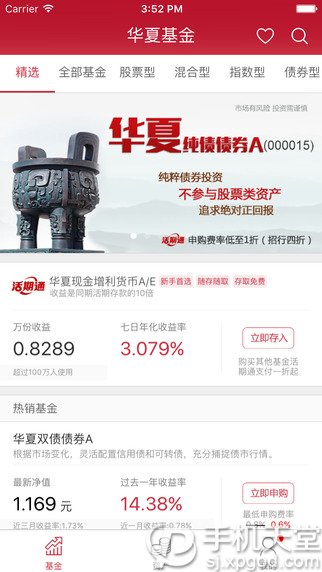 Carrier 3:52 PM
华夏基金
精选 全部基金 股票型 混合型 指数型 债券型
市场有风险 投资需谨慎
华夏纯债债券A(000015)
纯粹债券投资
不参与股票类资产
追求绝对正回报
活期通 申购费率低至1折（招行四折）
活期通 华夏现金增利货币A/E 新手首选 随存随取 存取免费
收益是同期活期存款的10倍
万份收益 七日年化收益率 立即存入
0.8289 3.079%
超过100万人使用
购买其他基金活期通支付一折起
热销基金
华夏双债债券A
根据市场变化，灵活配置信用债和可转债，充分捕捉债市行情。
最新净值 过去一年收益率 立即申购
1.169 元 14.38%
最低申购费率
0.8% 0.6%
近三月收益率:1.73% 近一月收益率:0.78%
基金
手机天堂
sj.xpgod.com